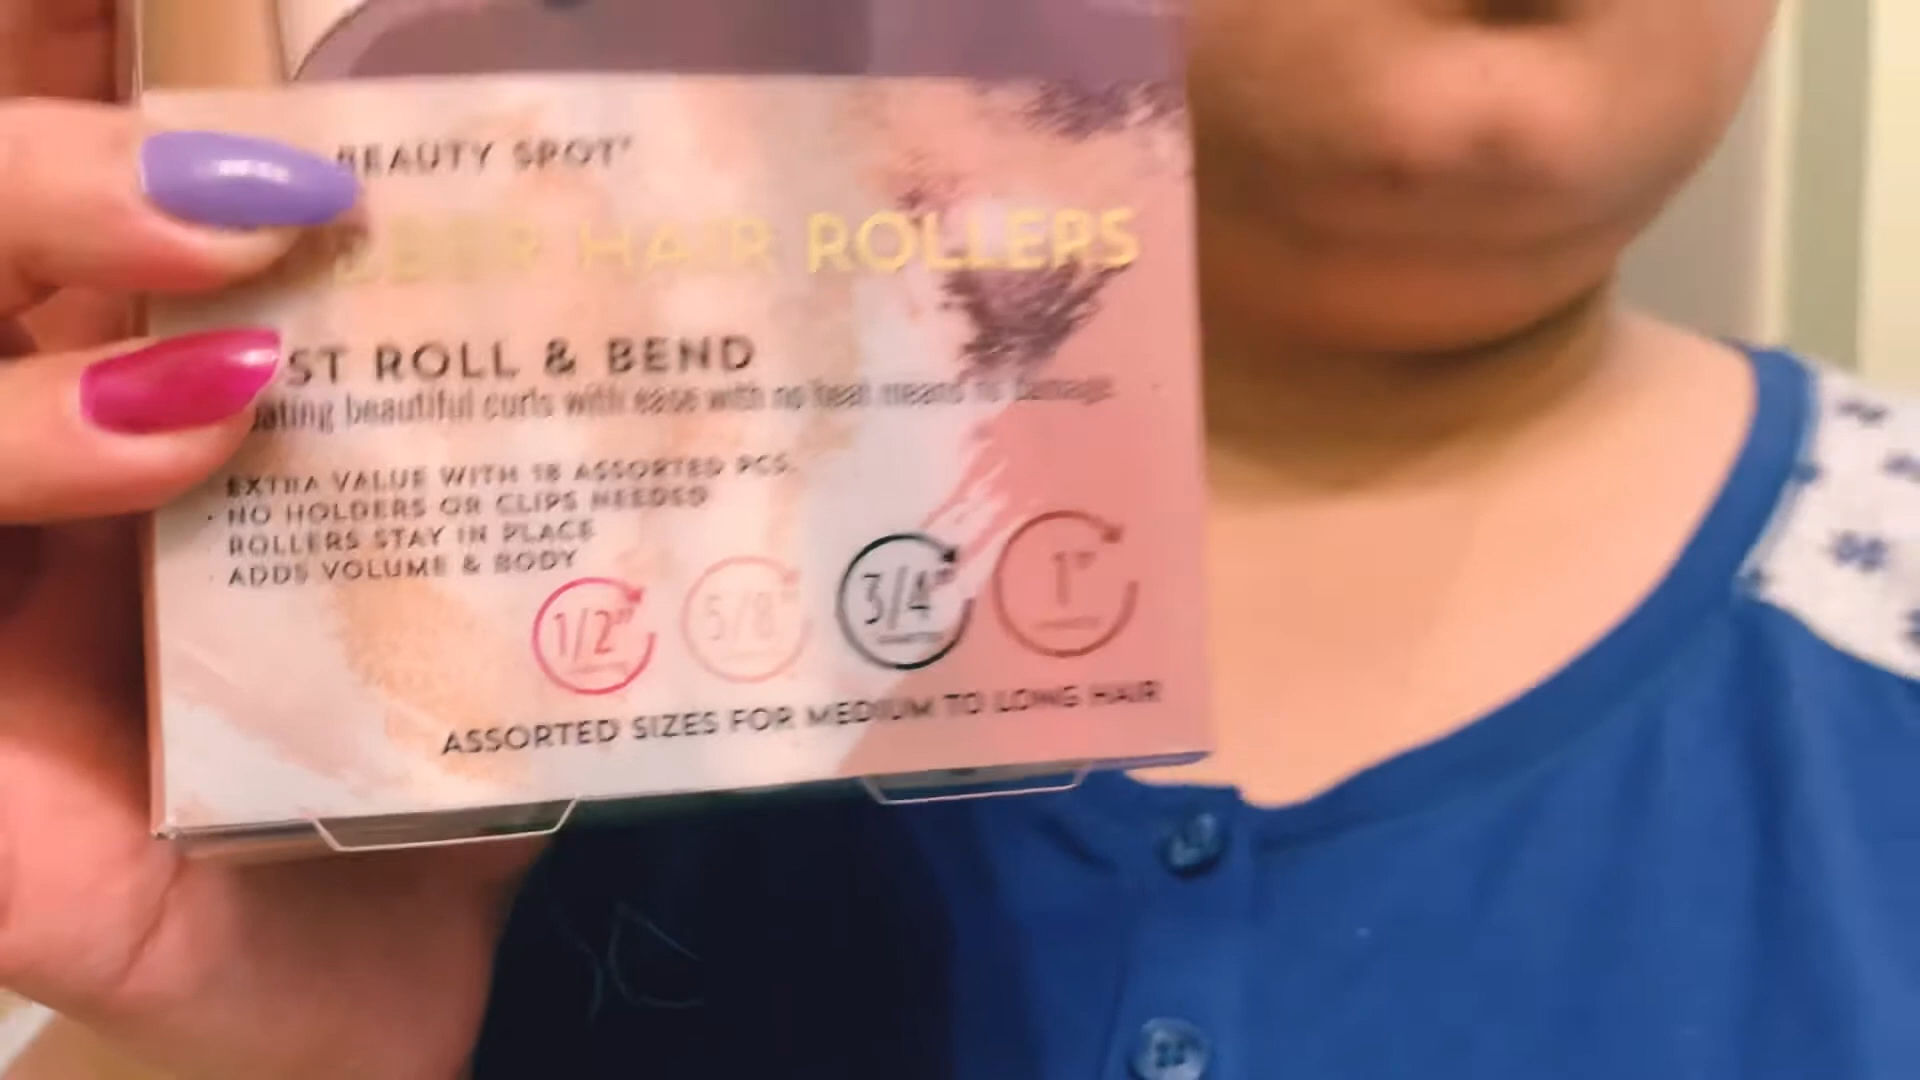 BEAUTY SPOT
HAIR ROLLERS
ST ROLL & BEND
ating beautiful curls with ease with no heat means no damage
EXTRA VALUE WITH 18 ASSORTED PCS.
· NO HOLDERS OR CLIPS NEEDED
· ROLLERS STAY IN PLACE
· ADDS VOLUME & BODY
1/2" 5/8" 3/4" 1"
ASSORTED SIZES FOR MEDIUM TO LONG HAIR